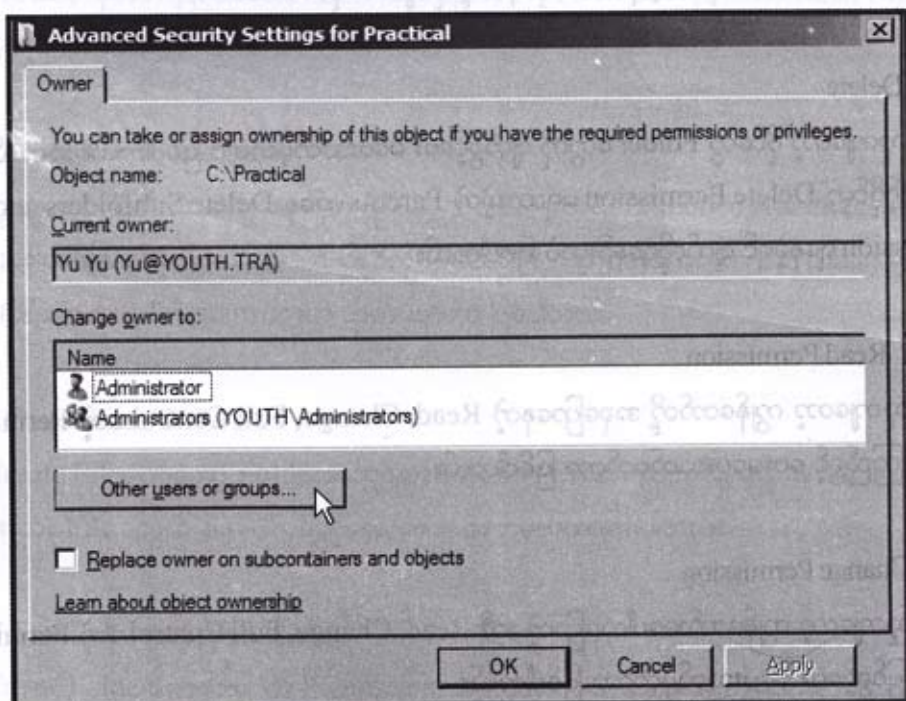 Advanced Security Settings for Practical
Owner
You can take or assign ownership of this object if you have the required permissions or privileges.
Object name: C:\Practical
Current owner:
Yu Yu (Yu@YOUTH.TRA)
Change owner to:
Name
Administrator
Administrators (YOUTH\Administrators)
Other users or groups...
Replace owner on subcontainers and objects
Learn about object ownership
OK Cancel Apply